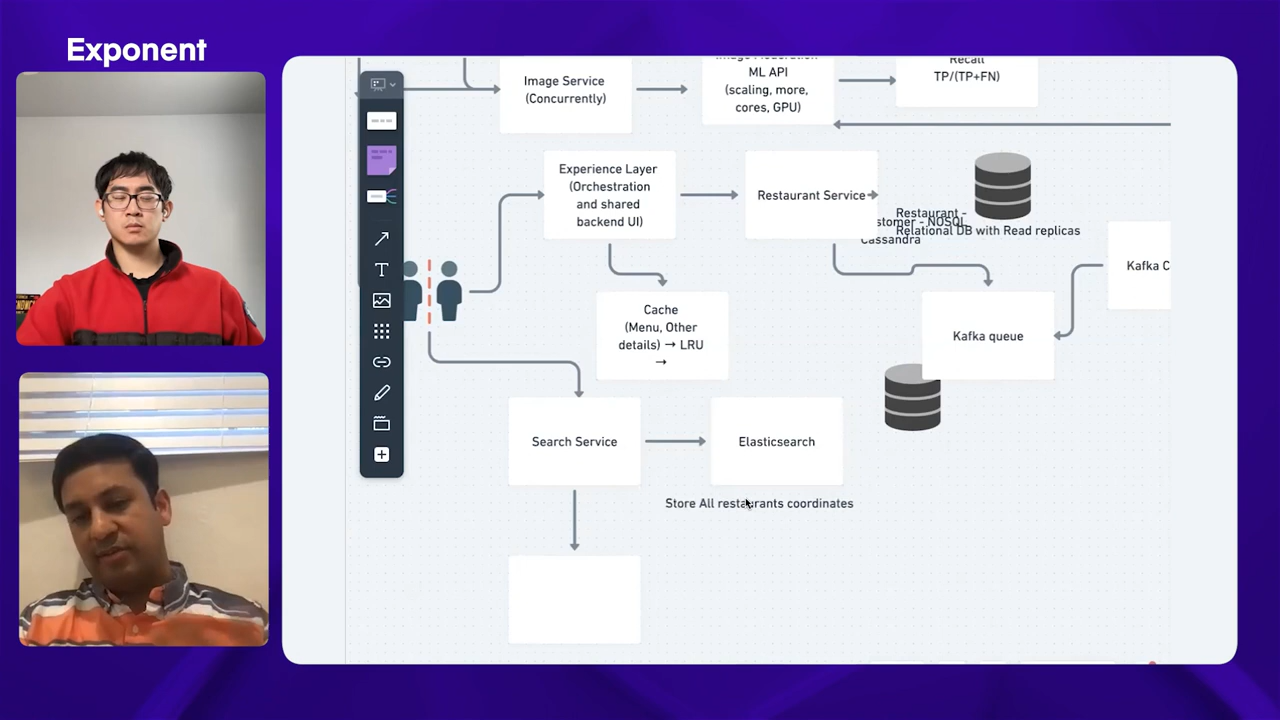 Exponent
Image Service
(Concurrently)
ML API
(scaling, more,
cores, GPU)
Recall
TP/(TP+FN)
Experience Layer
(Orchestration
and shared
backend UI)
Restaurant Service
Restaurant -
stomer - NOSQL
Relational DB with Read replicas
Cassandra
Kafka C
Cache
(Menu, Other
details) → LRU
→
Kafka queue
Search Service
Elasticsearch
Store All restaurants coordinates
T